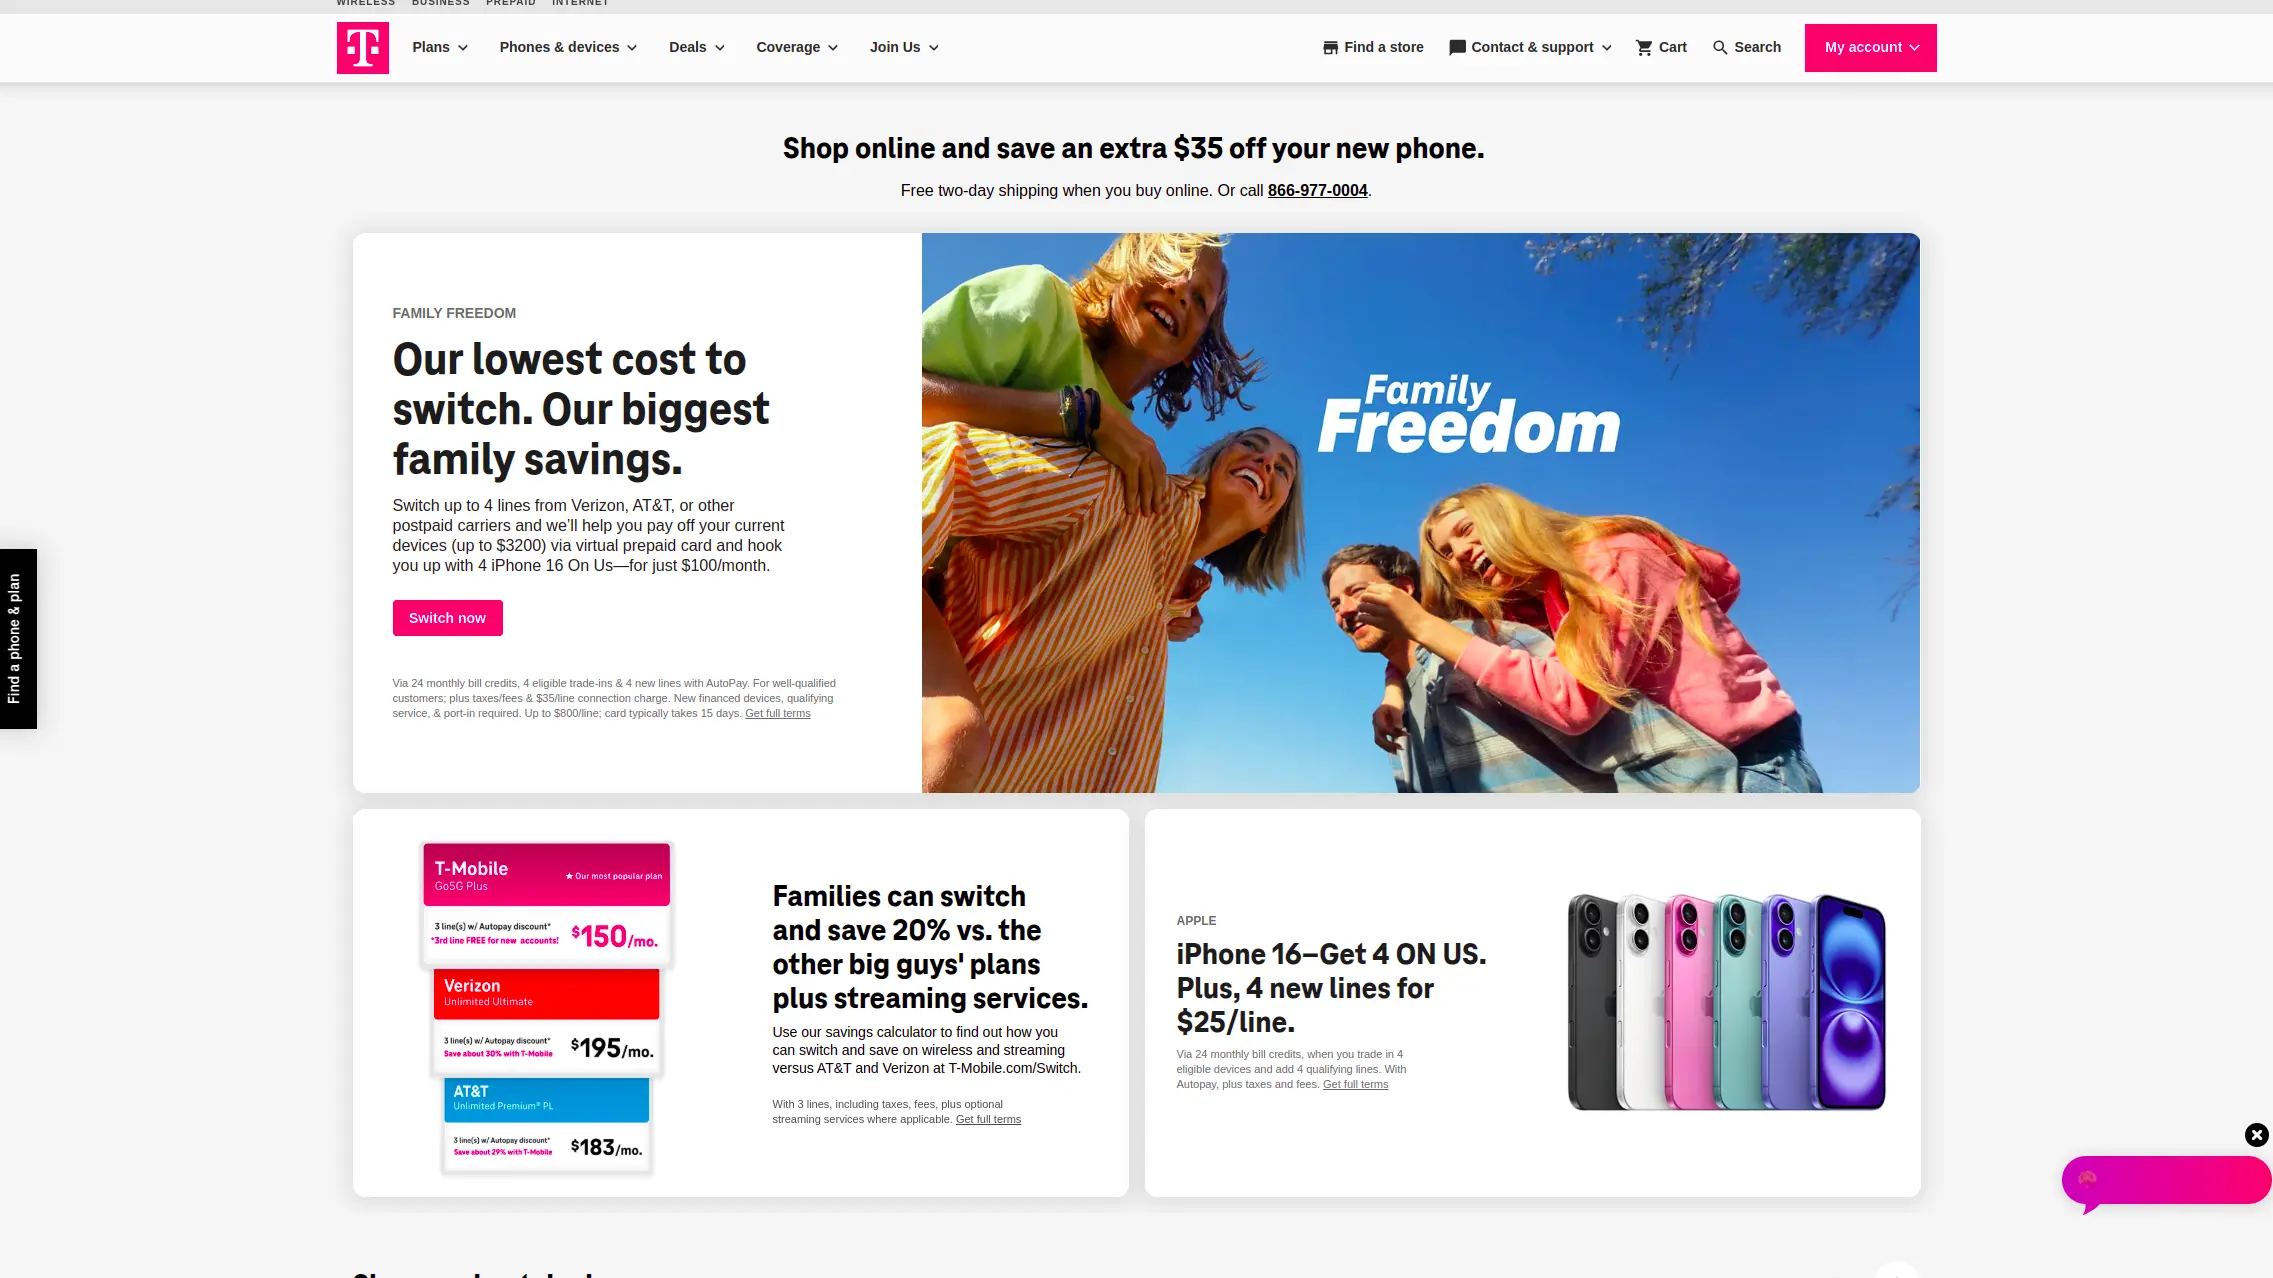 WIRELESS BUSINESS PREPAID INTERNET
T
Plans Phones & devices Deals Coverage Join Us Find a store Contact & support Cart Search My account
Shop online and save an extra $35 off your new phone.
Free two-day shipping when you buy online. Or call 866-977-0004.
FAMILY FREEDOM
Our lowest cost to
switch. Our biggest
family savings.
Switch up to 4 lines from Verizon, AT&T, or other
postpaid carriers and we’ll help you pay off your current
devices (up to $3200) via virtual prepaid card and hook
you up with 4 iPhone 16 On Us—for just $100/month.
Switch now
Via 24 monthly bill credits, 4 eligible trade-ins & 4 new lines with AutoPay. For well-qualified
customers; plus taxes/fees & $35/line connection charge. New financed devices, qualifying
service, & port-in required. Up to $800/line; card typically takes 15 days. Get full terms
Family
Freedom
Find a phone & plan
T-Mobile
Go5G Plus
★ Our most popular plan
3 line(s) w/ Autopay discount*
*3rd line FREE for new accounts!
$150/mo.
Verizon
Unlimited Ultimate
3 line(s) w/ Autopay discount*
Save about 30% with T-Mobile
$195/mo.
AT&T
Unlimited Premium® PL
3 line(s) w/ Autopay discount*
Save about 29% with T-Mobile
$183/mo.
Families can switch
and save 20% vs. the
other big guys' plans
plus streaming services.
Use our savings calculator to find out how you
can switch and save on wireless and streaming
versus AT&T and Verizon at T-Mobile.com/Switch.
With 3 lines, including taxes, fees, plus optional
streaming services where applicable. Get full terms
APPLE
iPhone 16–Get 4 ON US.
Plus, 4 new lines for
$25/line.
Via 24 monthly bill credits, when you trade in 4
eligible devices and add 4 qualifying lines. With
Autopay, plus taxes and fees. Get full terms